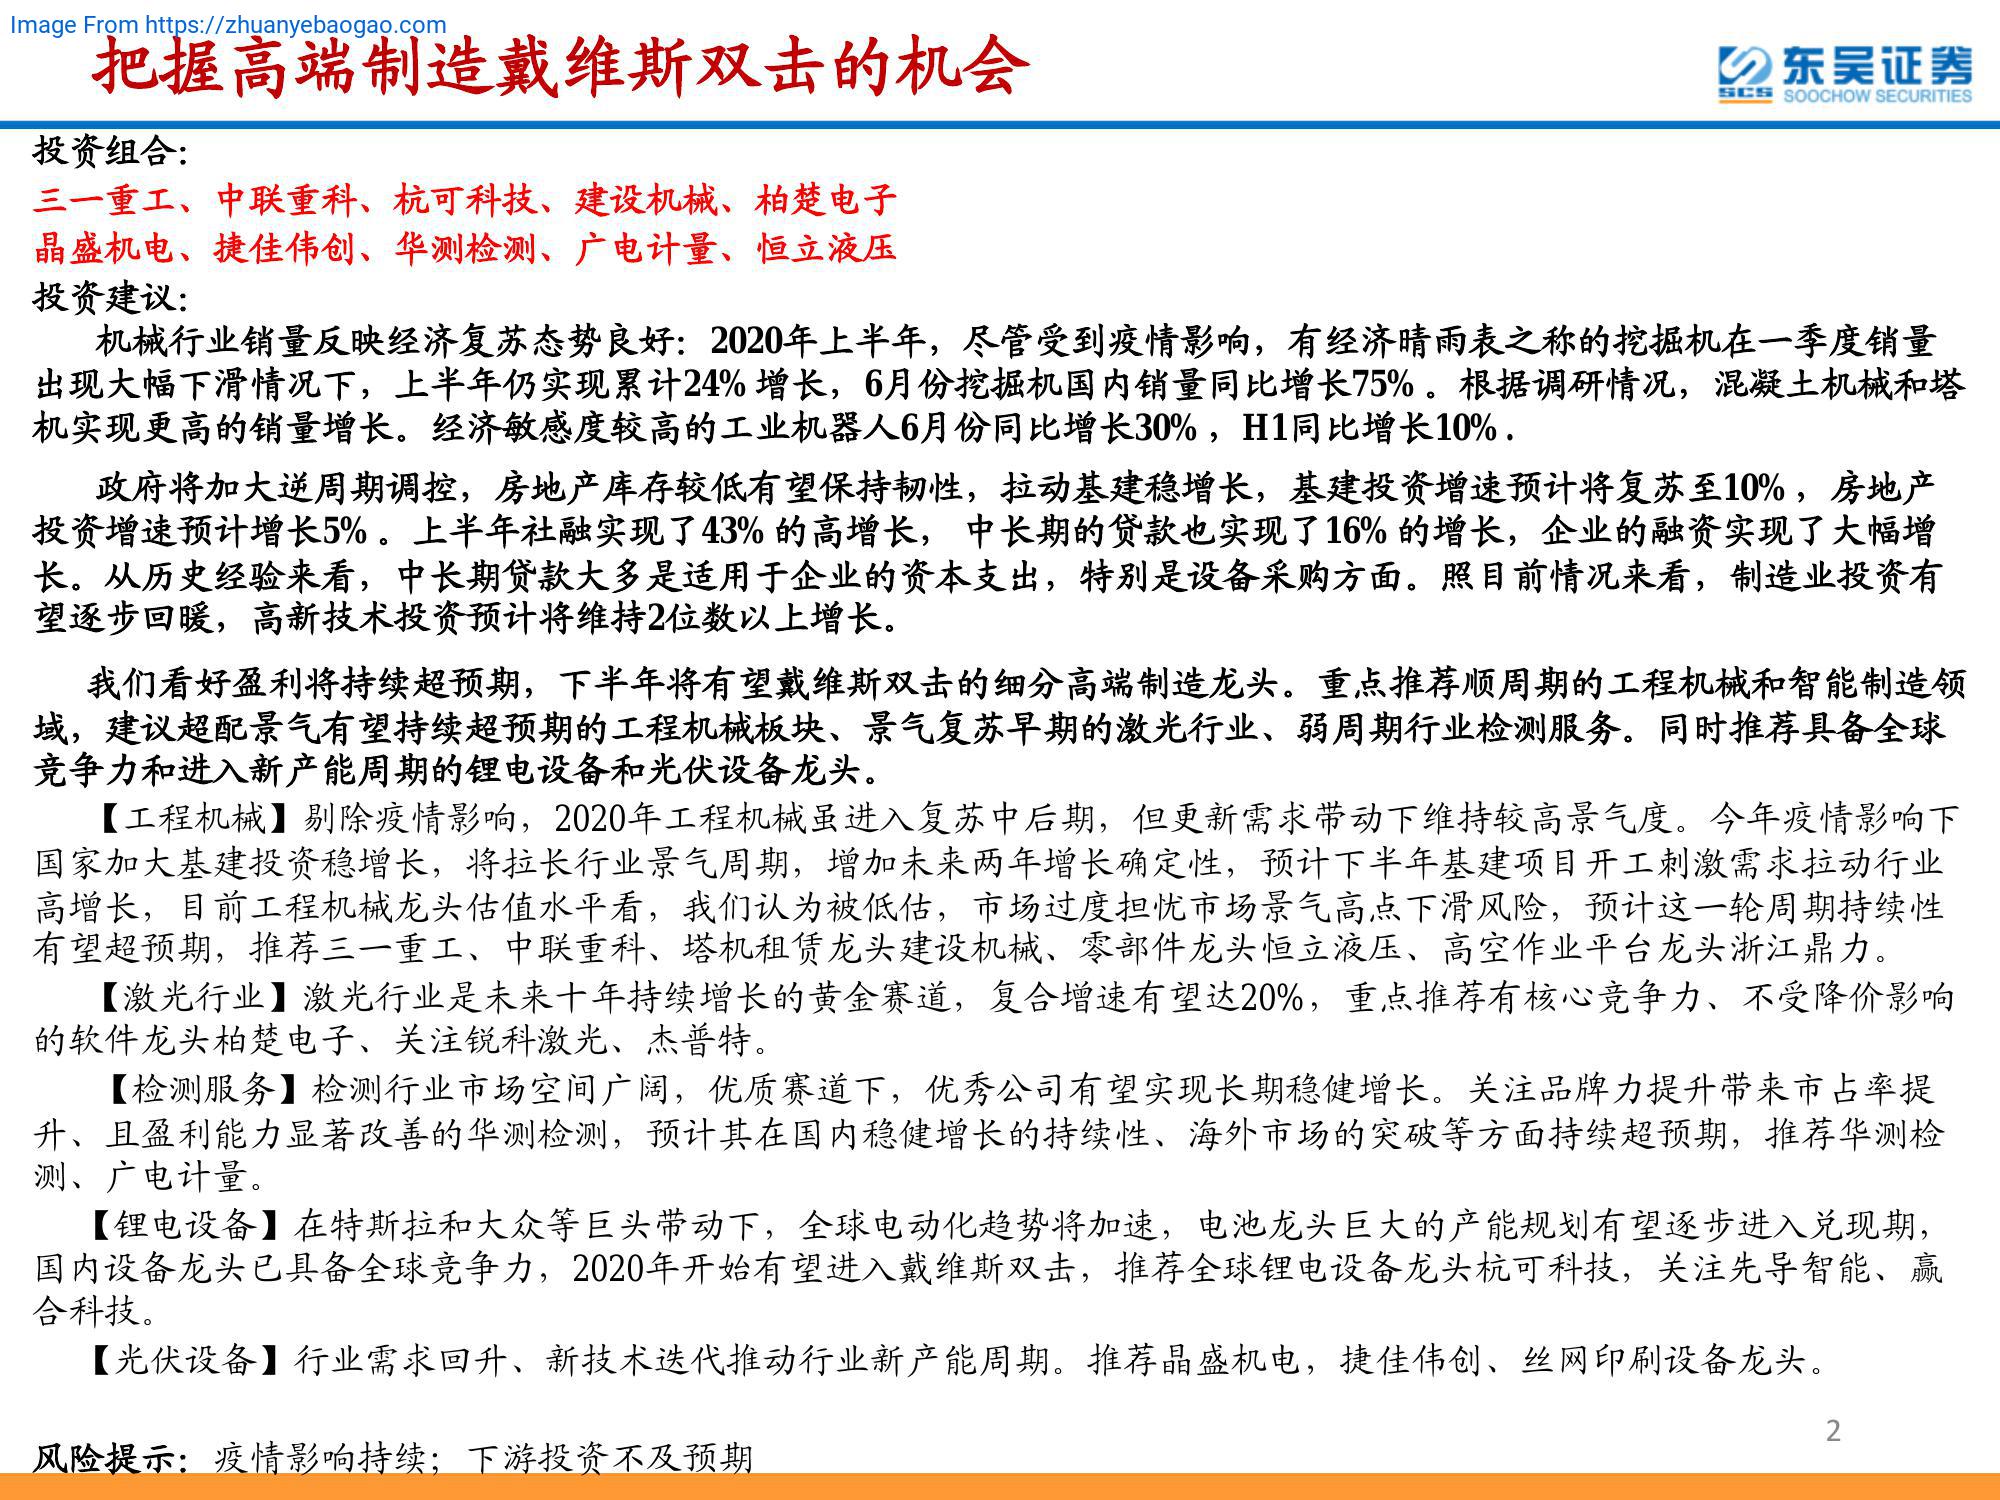 Image From https://zhuanyebaogao.com
把握高端制造戴维斯双击的机会
SCS 东吴证券
SOOCHOW SECURITIES
投资组合：
三一重工、中联重科、杭可科技、建设机械、柏楚电子
晶盛机电、捷佳伟创、华测检测、广电计量、恒立液压
投资建议：
机械行业销量反映经济复苏态势良好：2020年上半年，尽管受到疫情影响，有经济晴雨表之称的挖掘机在一季度销量
出现大幅下滑情况下，上半年仍实现累计24% 增长，6月份挖掘机国内销量同比增长75% 。根据调研情况，混凝土机械和塔
机实现更高的销量增长。经济敏感度较高的工业机器人6月份同比增长30% ，H1同比增长10% .
政府将加大逆周期调控，房地产库存较低有望保持韧性，拉动基建稳增长，基建投资增速预计将复苏至10% ，房地产
投资增速预计增长5% 。上半年社融实现了43% 的高增长， 中长期的贷款也实现了16% 的增长，企业的融资实现了大幅增
长。从历史经验来看，中长期贷款大多是适用于企业的资本支出，特别是设备采购方面。照目前情况来看，制造业投资有
望逐步回暖，高新技术投资预计将维持2位数以上增长。
我们看好盈利将持续超预期，下半年将有望戴维斯双击的细分高端制造龙头。重点推荐顺周期的工程机械和智能制造领
域，建议超配景气有望持续超预期的工程机械板块、景气复苏早期的激光行业、弱周期行业检测服务。同时推荐具备全球
竞争力和进入新产能周期的锂电设备和光伏设备龙头。
【工程机械】剔除疫情影响，2020年工程机械虽进入复苏中后期，但更新需求带动下维持较高景气度。今年疫情影响下
国家加大基建投资稳增长，将拉长行业景气周期，增加未来两年增长确定性，预计下半年基建项目开工刺激需求拉动行业
高增长，目前工程机械龙头估值水平看，我们认为被低估，市场过度担忧市场景气高点下滑风险，预计这一轮周期持续性
有望超预期，推荐三一重工、中联重科、塔机租赁龙头建设机械、零部件龙头恒立液压、高空作业平台龙头浙江鼎力。
【激光行业】激光行业是未来十年持续增长的黄金赛道，复合增速有望达20%，重点推荐有核心竞争力、不受降价影响
的软件龙头柏楚电子、关注锐科激光、杰普特。
【检测服务】检测行业市场空间广阔，优质赛道下，优秀公司有望实现长期稳健增长。关注品牌力提升带来市占率提
升、且盈利能力显著改善的华测检测，预计其在国内稳健增长的持续性、海外市场的突破等方面持续超预期，推荐华测检
测、广电计量。
【锂电设备】在特斯拉和大众等巨头带动下，全球电动化趋势将加速，电池龙头巨大的产能规划有望逐步进入兑现期，
国内设备龙头已具备全球竞争力，2020年开始有望进入戴维斯双击，推荐全球锂电设备龙头杭可科技，关注先导智能、赢
合科技。
【光伏设备】行业需求回升、新技术迭代推动行业新产能周期。推荐晶盛机电，捷佳伟创、丝网印刷设备龙头。
2
风险提示：疫情影响持续；下游投资不及预期